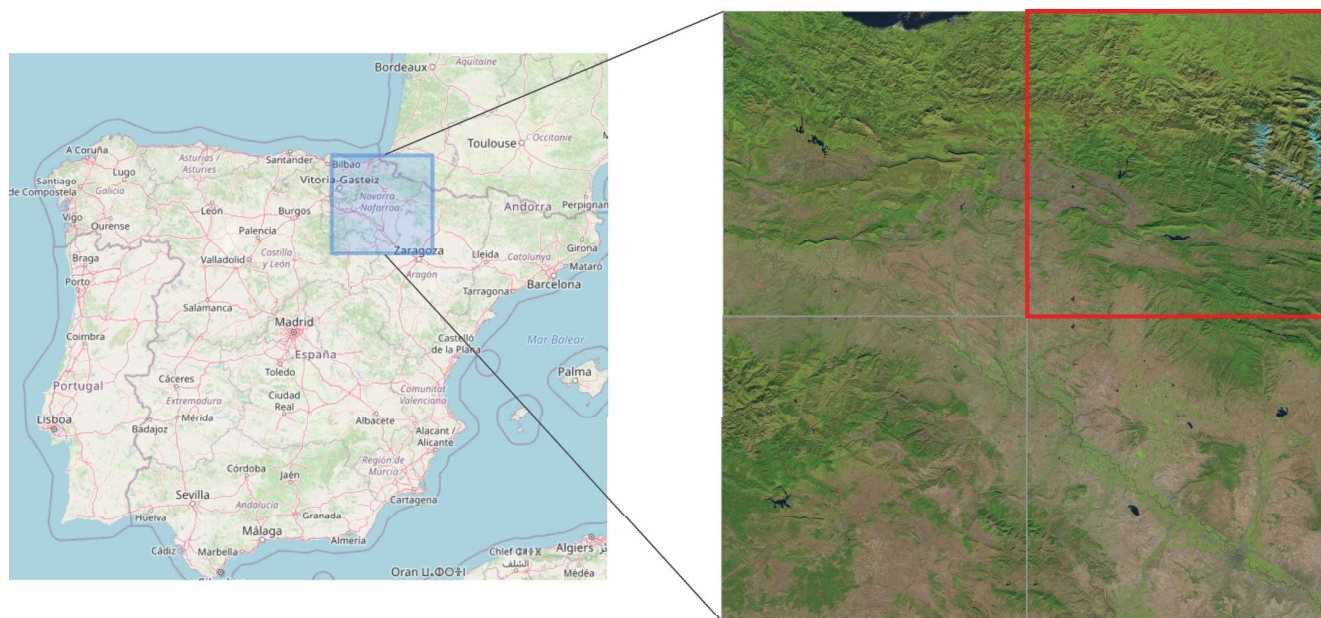 Bordeaux
Aquitaine
Toulouse
Occitanie
A Coruña
Lugo
Asturias /
Asturies
Santander
Bilbao
Vitoria-Gasteiz
Santiago
de Compostela
Galicia
León
Burgos
Navarra
- Nafarroa
Andorra
Perpignan
Vigo
Ourense
Palencia
Zaragoza
Girona
Braga
Valladolid
Castilla
y León
Lleida
Catalunya
Mataró
Porto
Aragón
Barcelona
Tarragona
Salamanca
Madrid
Coimbra
España
Castelló
de la Plana
Mar Balear
Toledo
Palma
Portugal
Cáceres
Ciudad
Real
Comunitat
Valenciana
Extremadura
Lisboa
Mérida
Albacete
Badajoz
Alacant /
Alicante
Córdoba
Región de
Murcia
Jaén
Sevilla
Cartagena
Huelva
Andalucía
Granada
Málaga
Almería
Cádiz
Marbella
Chlef
الشلف
Algiers
Oran
Médéa